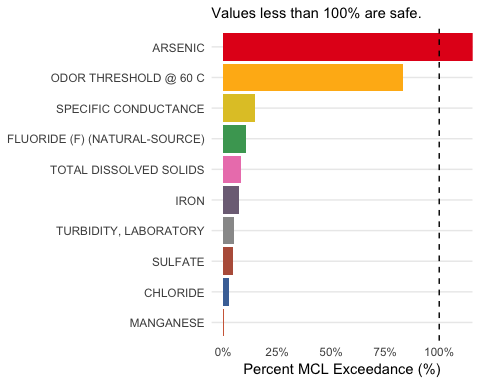 Values less than 100% are safe.
ARSENIC
ODOR THRESHOLD @ 60 C
SPECIFIC CONDUCTANCE
FLUORIDE (F) (NATURAL-SOURCE)
TOTAL DISSOLVED SOLIDS
IRON
TURBIDITY, LABORATORY
SULFATE
CHLORIDE
MANGANESE
0% 25% 50% 75% 100%
Percent MCL Exceedance (%)